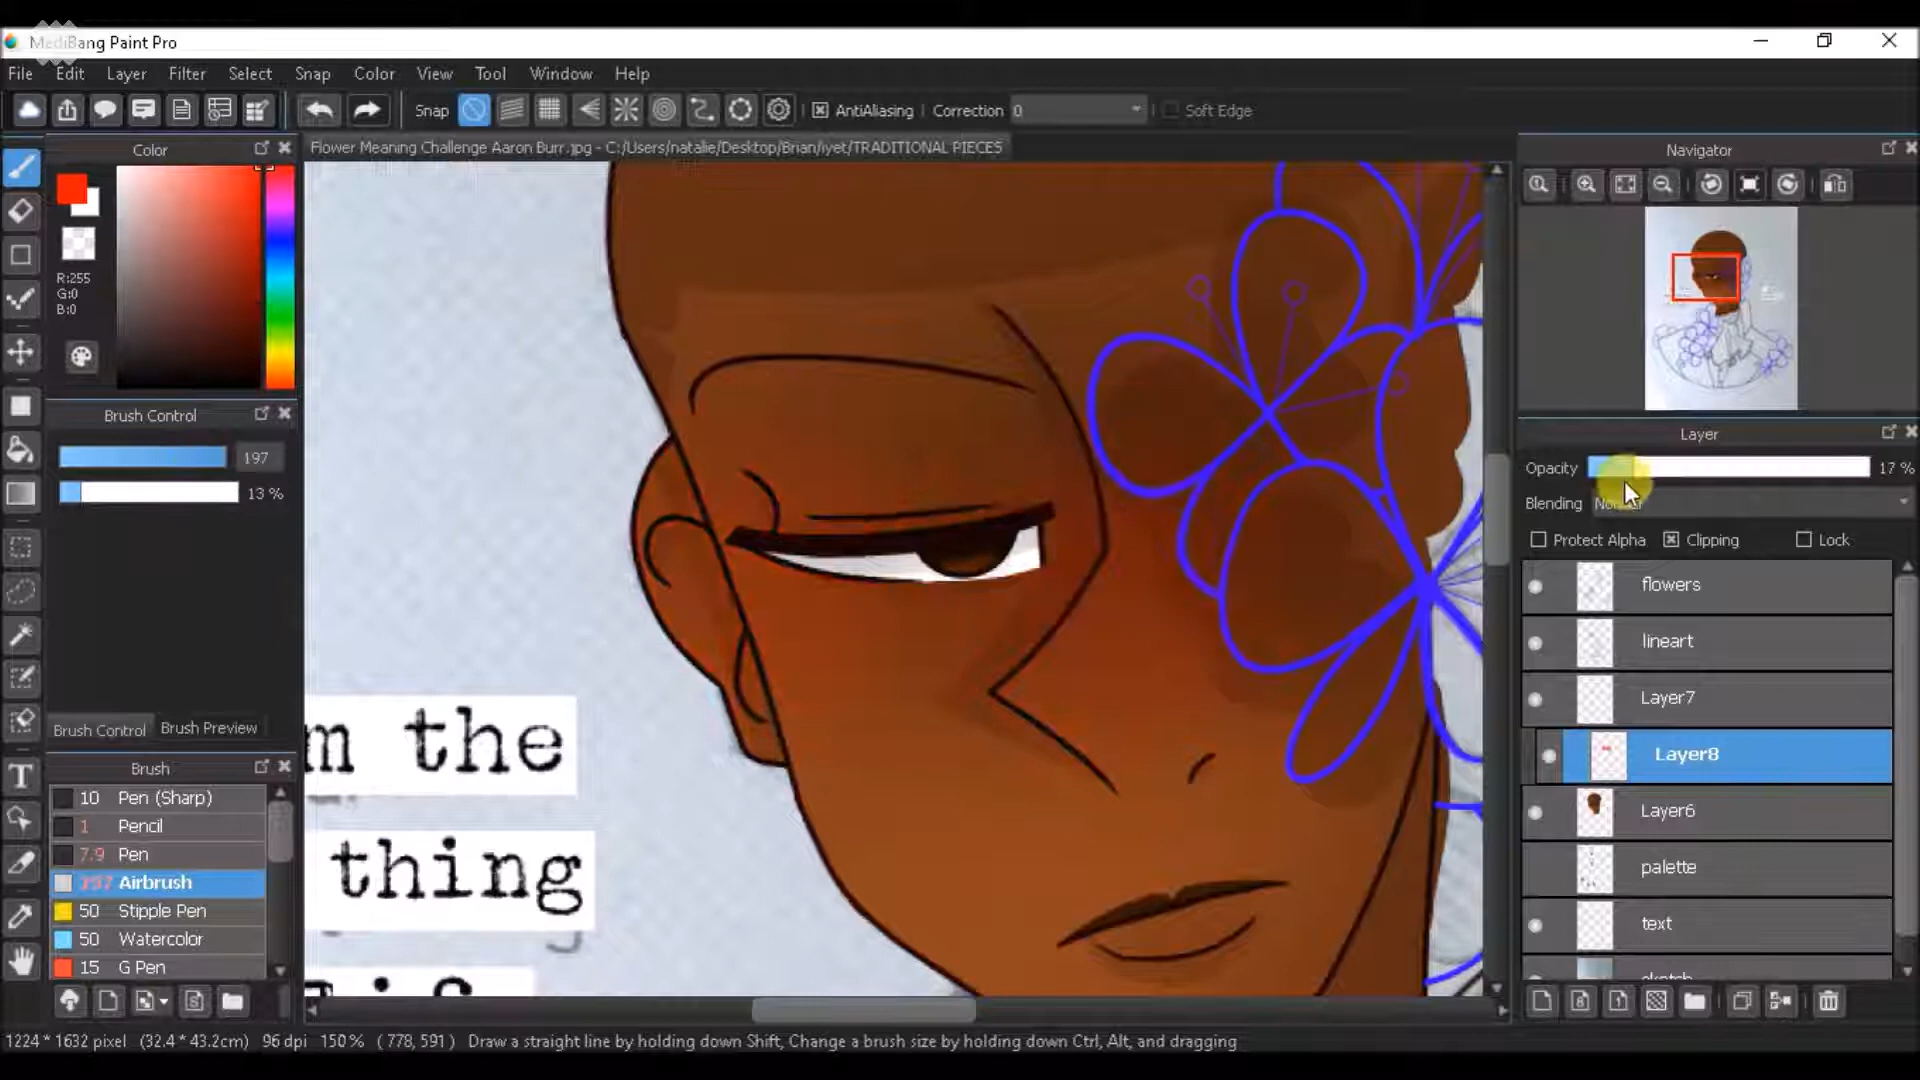 MediBang Paint Pro
File Edit Layer Filter Select Snap Color View Tool Window Help
Snap AntiAliasing Correction 0 Soft Edge
Color
Flower Meaning Challenge Aaron Burr.jpg - C:/Users/natalie/Desktop/Brian/iyet/TRADITIONAL PIECES
Navigator
R:255
G:0
B:0
Brush Control
197
13 %
Brush Control Brush Preview
Brush
10 Pen (Sharp)
1 Pencil
7.9 Pen
197 Airbrush
50 Stipple Pen
50 Watercolor
15 G Pen
m the
thing
Layer
Opacity 17 %
Blending
Protect Alpha Clipping Lock
flowers
lineart
Layer7
Layer8
Layer6
palette
text
sketch
1224 * 1632 pixel (32.4 * 43.2cm) 96 dpi 150 % ( 778, 591 ) Draw a straight line by holding down Shift, Change a brush size by holding down Ctrl, Alt, and dragging